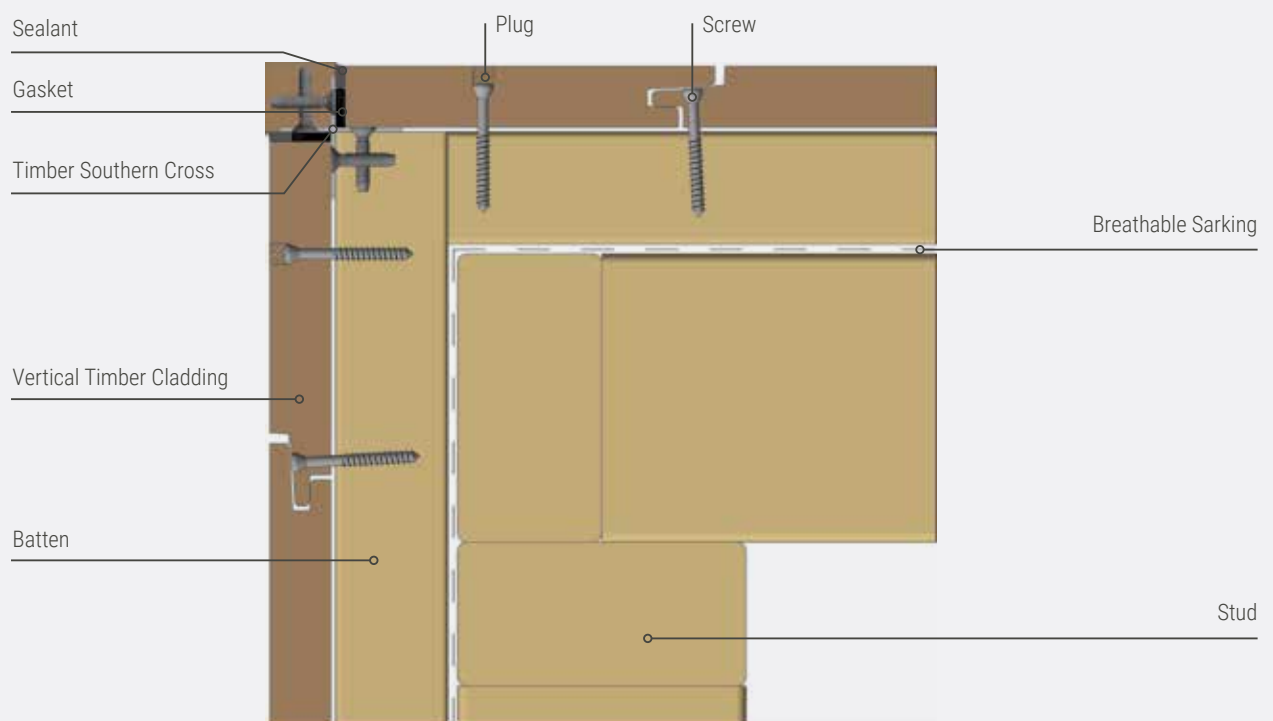 Sealant
Plug
Screw
Gasket
Timber Southern Cross
Breathable Sarking
Vertical Timber Cladding
Batten
Stud